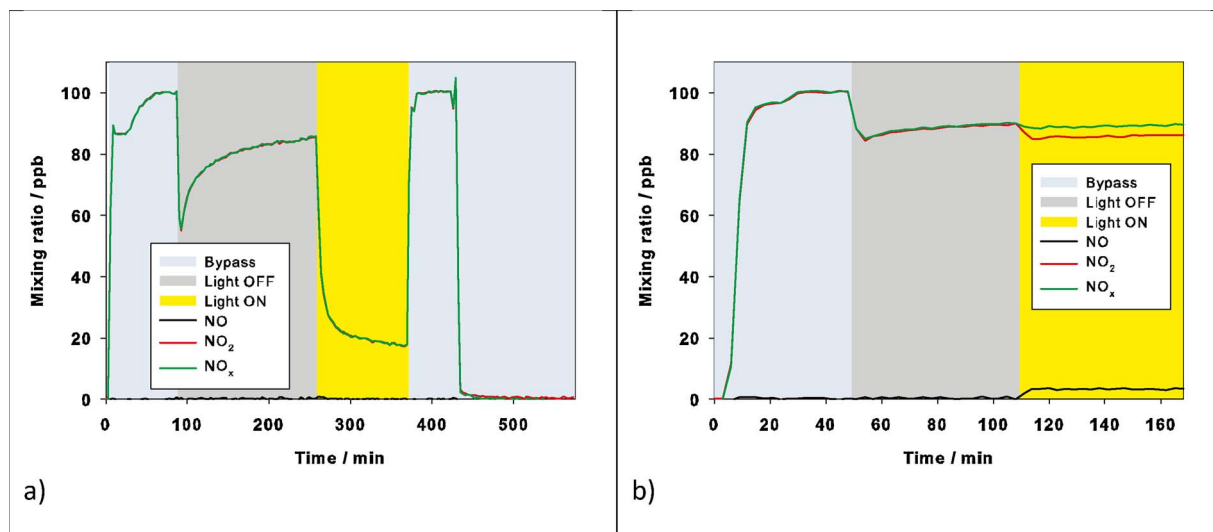 Mixing ratio / ppb
100
80
60
40
20
0
Bypass
Light OFF
Light ON
NO
NO2
NOx
0 100 200 300 400 500
Time / min
a)
Mixing ratio / ppb
100
80
60
40
20
0
Bypass
Light OFF
Light ON
NO
NO2
NOx
0 20 40 60 80 100 120 140 160
Time / min
b)